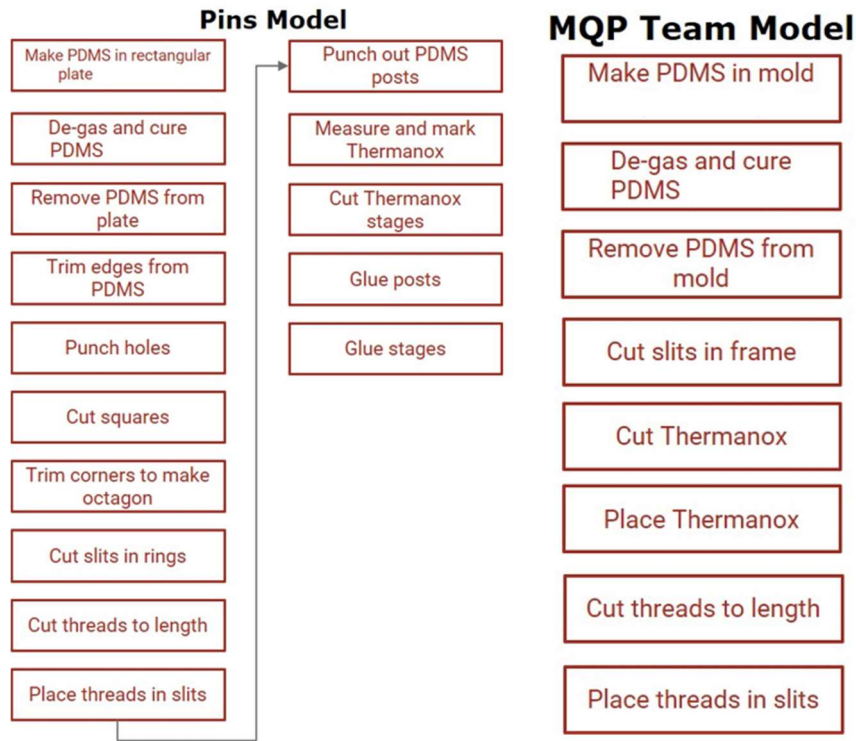 Pins Model
Make PDMS in rectangular
plate
De-gas and cure
PDMS
Remove PDMS from
plate
Trim edges from
PDMS
Punch holes
Cut squares
Trim corners to make
octagon
Cut slits in rings
Cut threads to length
Place threads in slits
Punch out PDMS
posts
Measure and mark
Thermanox
Cut Thermanox
stages
Glue posts
Glue stages
MQP Team Model
Make PDMS in mold
De-gas and cure
PDMS
Remove PDMS from
mold
Cut slits in frame
Cut Thermanox
Place Thermanox
Cut threads to length
Place threads in slits